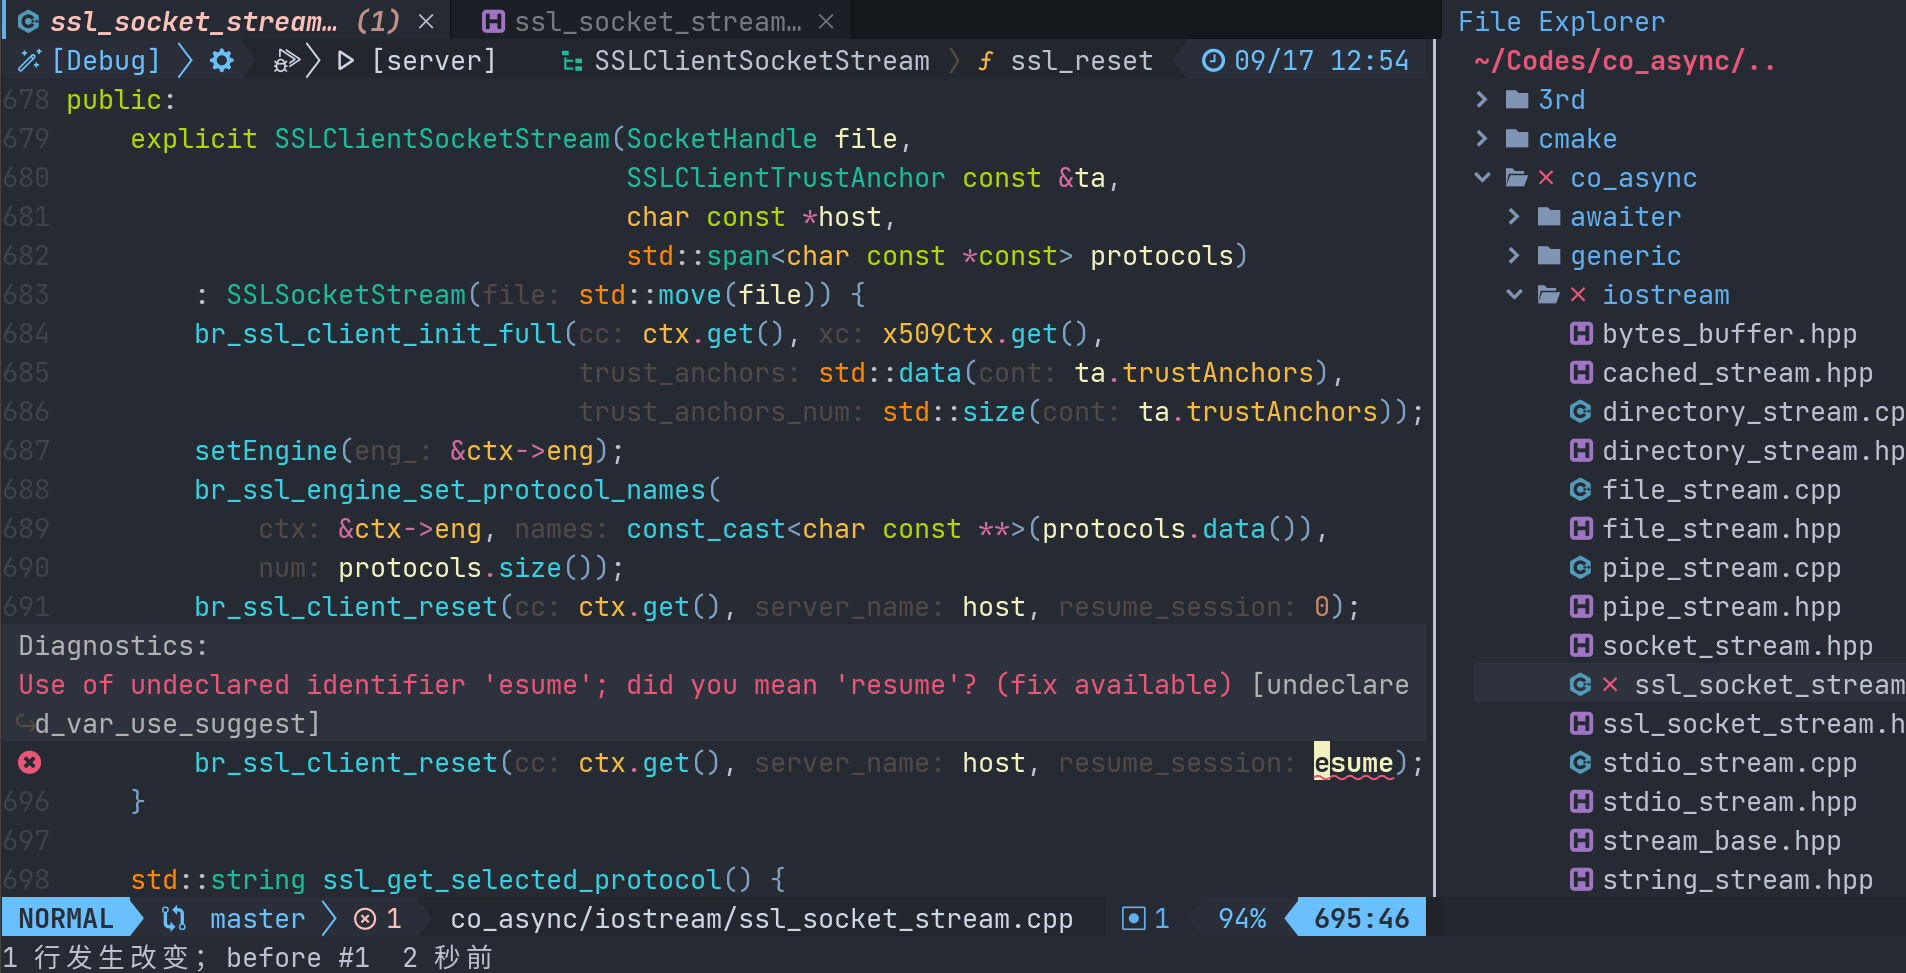 ssl_socket_stream… (1) ×  ssl_socket_stream… ×
[Debug] [server] SSLClientSocketStream 〉 ƒ ssl_reset 09/17 12:54
678 public:
679     explicit SSLClientSocketStream(SocketHandle file,
680                                    SSLClientTrustAnchor const &ta,
681                                    char const *host,
682                                    std::span<char const *const> protocols)
683         : SSLSocketStream(file: std::move(file)) {
684         br_ssl_client_init_full(cc: ctx.get(), xc: x509Ctx.get(),
685                                 trust_anchors: std::data(cont: ta.trustAnchors),
686                                 trust_anchors_num: std::size(cont: ta.trustAnchors));
687         setEngine(eng_: &ctx->eng);
688         br_ssl_engine_set_protocol_names(
689             ctx: &ctx->eng, names: const_cast<char const **>(protocols.data()),
690             num: protocols.size());
691         br_ssl_client_reset(cc: ctx.get(), server_name: host, resume_session: 0);
Diagnostics:
Use of undeclared identifier 'esume'; did you mean 'resume'? (fix available) [undeclare
d_var_use_suggest]
br_ssl_client_reset(cc: ctx.get(), server_name: host, resume_session: esume);
696     }
697
698     std::string ssl_get_selected_protocol() {
NORMAL master 1 co_async/iostream/ssl_socket_stream.cpp 1 94% 695:46
1 行发生改变; before #1  2 秒前
File Explorer
~/Codes/co_async/..
3rd
cmake
co_async
awaiter
generic
iostream
bytes_buffer.hpp
cached_stream.hpp
directory_stream.cp
directory_stream.hp
file_stream.cpp
file_stream.hpp
pipe_stream.cpp
pipe_stream.hpp
socket_stream.hpp
ssl_socket_stream
ssl_socket_stream.h
stdio_stream.cpp
stdio_stream.hpp
stream_base.hpp
string_stream.hpp